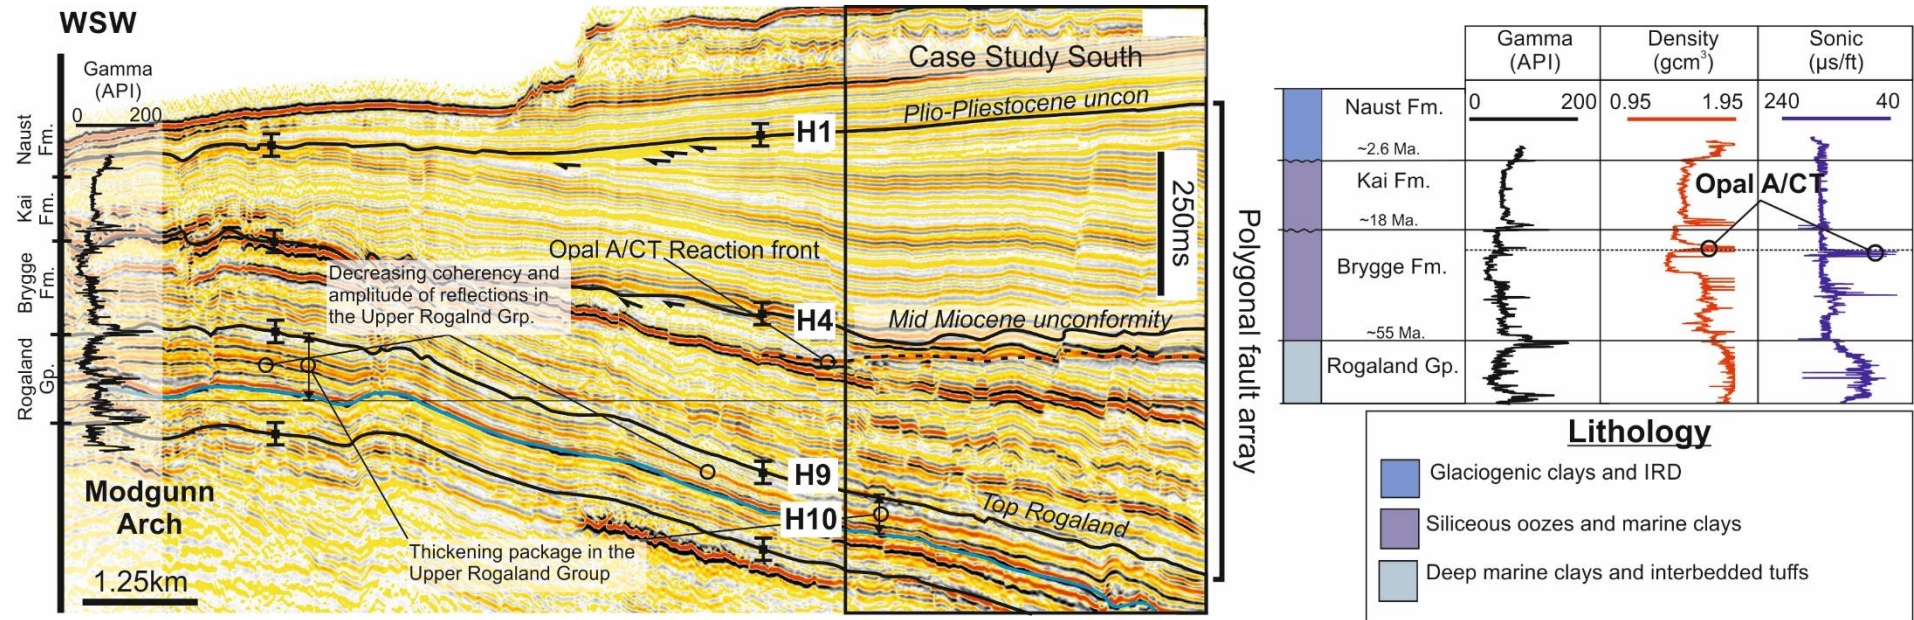 WSW
Gamma
(API)
0 200
Naust
Fm.
Kai
Fm.
Brygge
Fm.
Rogaland
Gp.
Case Study South
Plio-Pliestocene uncon
H1
250ms
Opal A/CT Reaction front
Decreasing coherency and
amplitude of reflections in
the Upper Rogalnd Grp.
H4
Mid Miocene unconformity
Polygonal fault array
H9
H10
Top Rogaland
Modgunn
Arch
Thickening package in the
Upper Rogaland Group
1.25km
Gamma
(API)
Density
(gcm³)
Sonic
(µs/ft)
0 200
0.95 1.95
240 40
Naust Fm.
~2.6 Ma.
Kai Fm.
~18 Ma.
Opal A/CT
Brygge Fm.
~55 Ma.
Rogaland Gp.
Lithology
Glaciogenic clays and IRD
Siliceous oozes and marine clays
Deep marine clays and interbedded tuffs